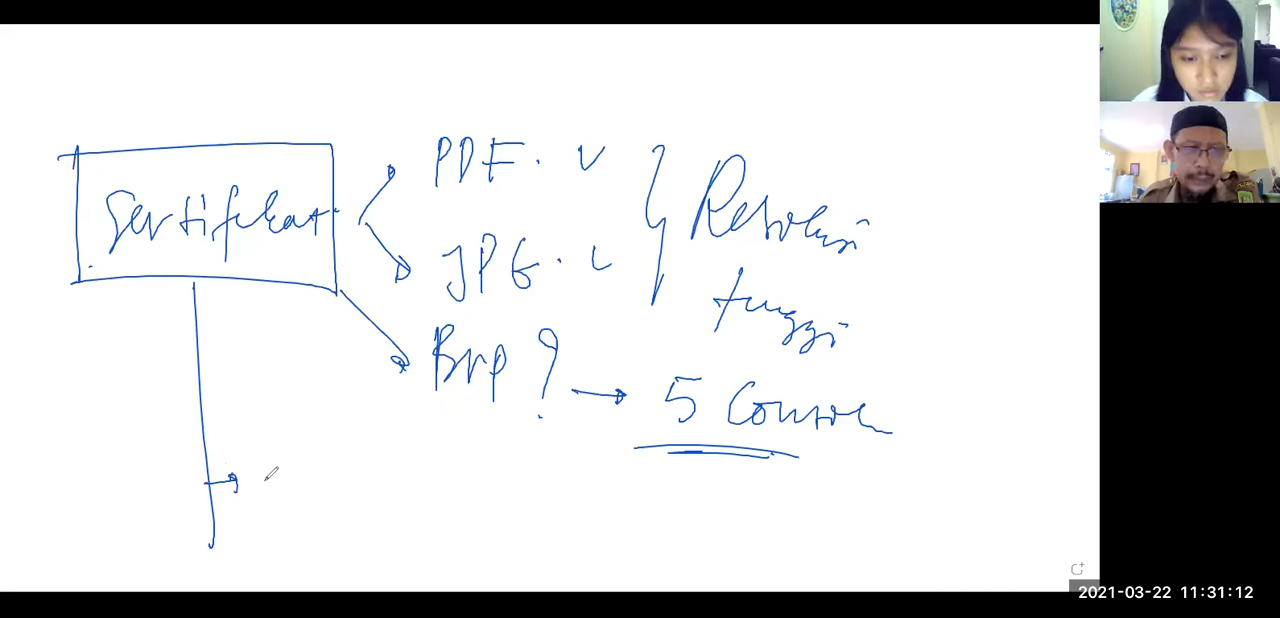 Sertifikat
PDF. V
JPG.
Resolusi
tinggi
Brp ?
5 Contoh
2021-03-22 11:31:12